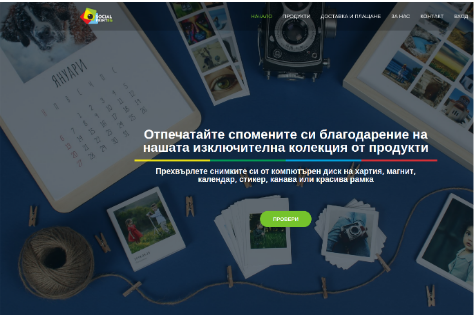 SOCIAL
НАЧАЛО ПРОДУКТИ ДОСТАВКА И ПЛАЩАНЕ ЗА НАС КОНТАКТ ВХОД
ЯНУАРИ
Отпечатайте спомените си благодарение на
нашата изключителна колекция от продукти
Прехвърлете снимките си от компютърен диск на хартия, магнит,
календар, стикер, канава или красива рамка
ПРОВЕРИ